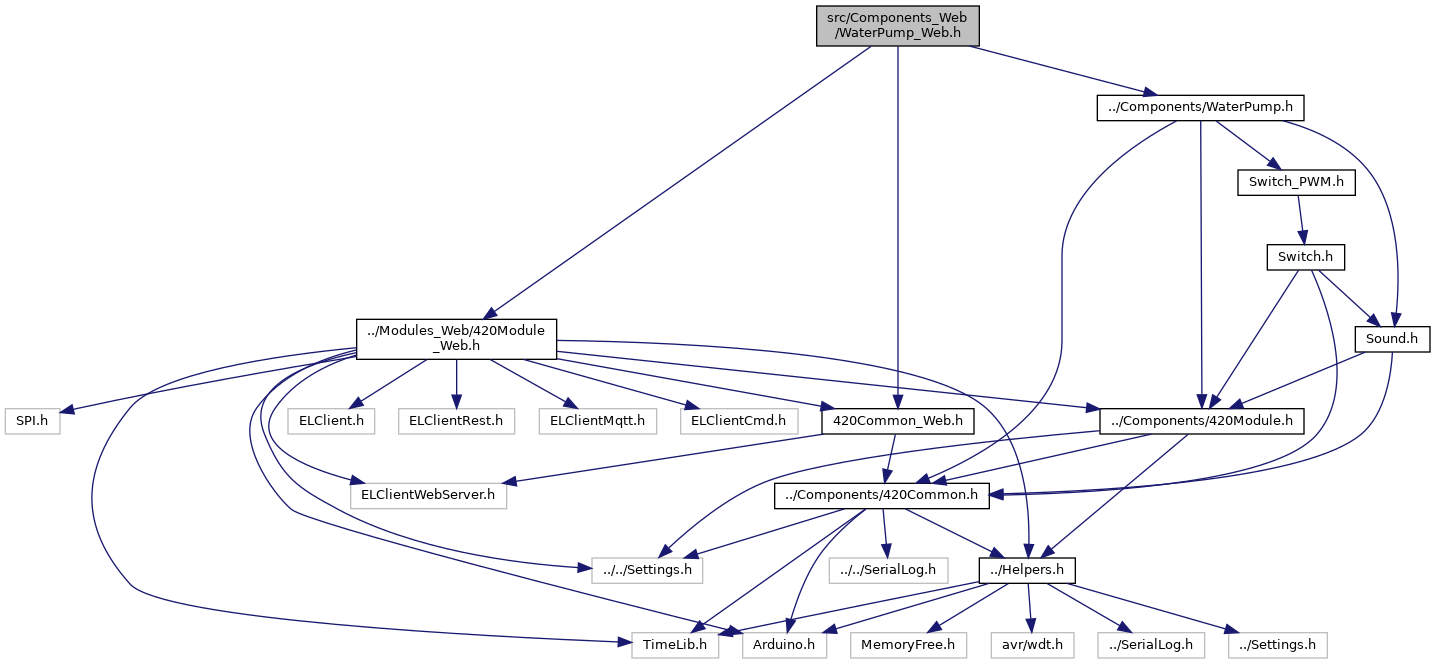 src/Components_Web
/WaterPump_Web.h
../Components/WaterPump.h
Switch_PWM.h
Switch.h
../Modules_Web/420Module
_Web.h
Sound.h
SPI.h
ELClient.h
ELClientRest.h
ELClientMqtt.h
ELClientCmd.h
420Common_Web.h
../Components/420Module.h
ELClientWebServer.h
../Components/420Common.h
../../Settings.h
../../SerialLog.h
../Helpers.h
TimeLib.h
Arduino.h
MemoryFree.h
avr/wdt.h
../SerialLog.h
../Settings.h